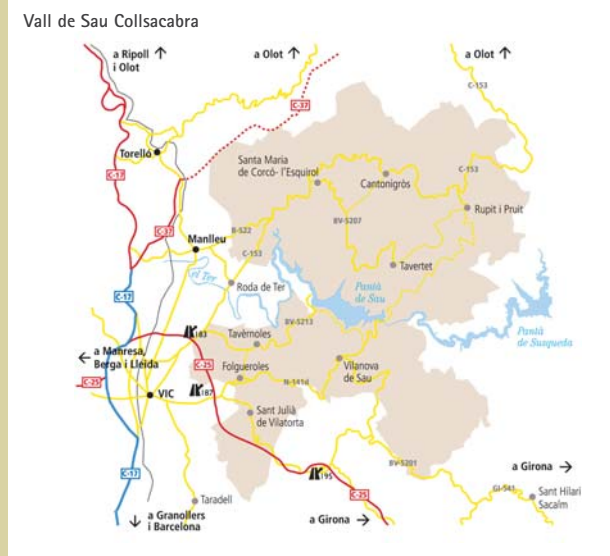 Vall de Sau Collsacabra
a Ripoll
i Olot
a Olot
a Olot
C-153
C-37
Torelló
C-17
Santa Maria
de Corcó- l'Esquirol
Cantonigròs
C-153
Rupit i Pruit
BV-5207
C-37
B-522
Manlleu
C-153
el Ter
Tavertet
Roda de Ter
C-17
Pantà
de Sau
BV-5213
Pantà
de Susqueda
183
Tavèrnoles
a Manresa,
Berga i Lleida
C-25
C-25
Folgueroles
Vilanova
de Sau
N-141d
187
VIC
Sant Julià
de Vilatorta
BV-5201
C-17
195
a Girona
GI-541
Sant Hilari
Sacalm
C-25
Taradell
a Granollers
i Barcelona
a Girona